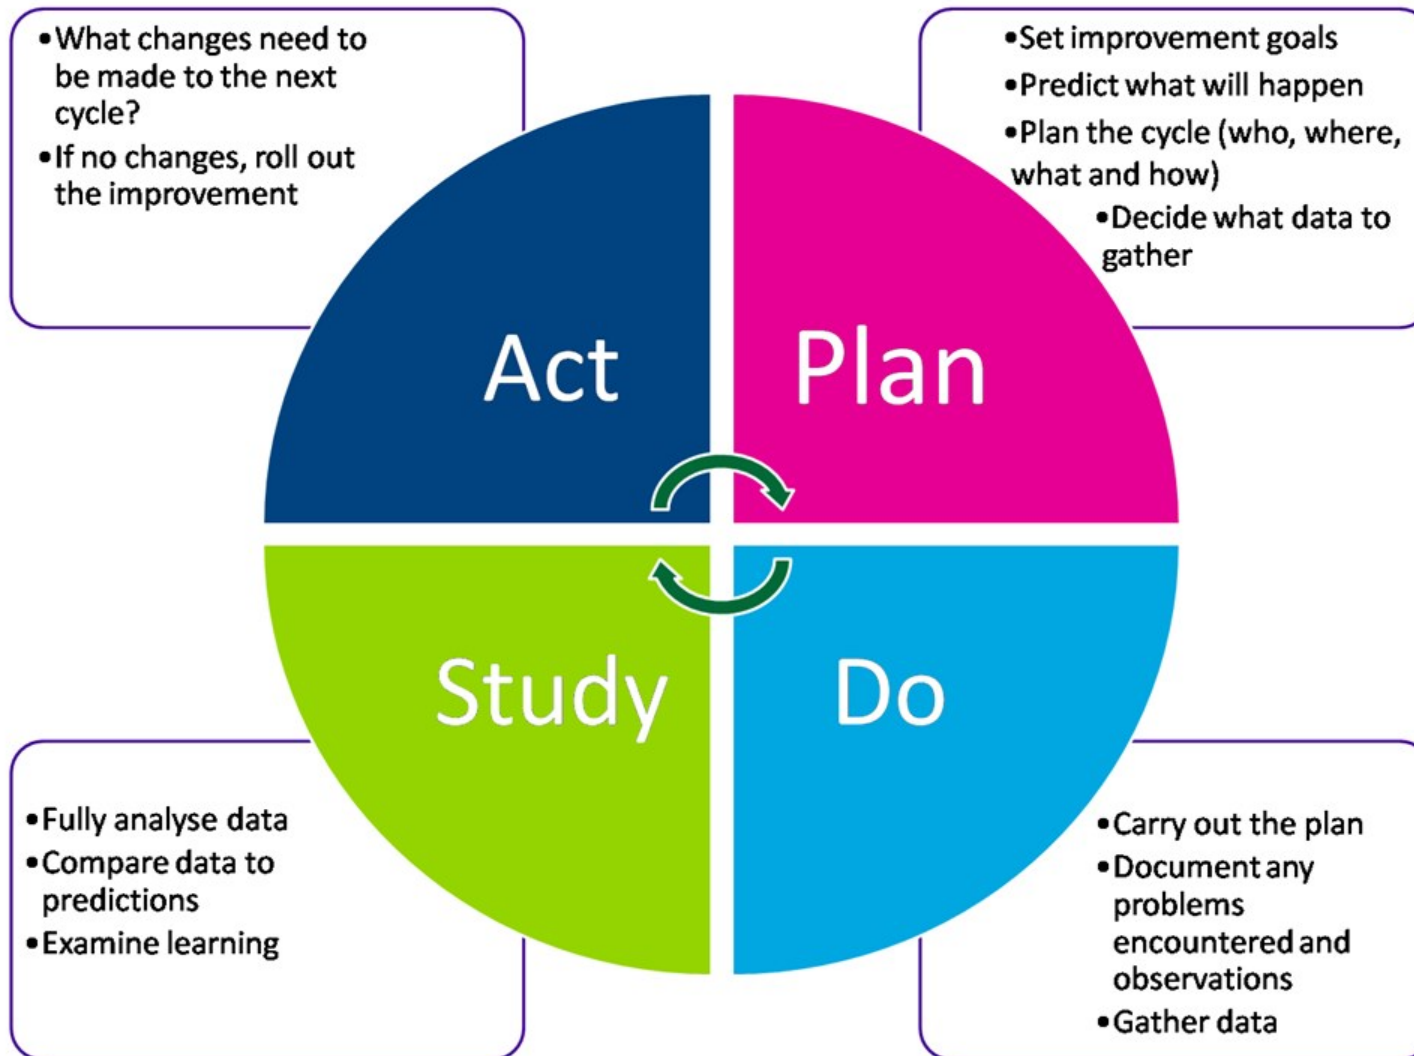 •What changes need to
be made to the next
cycle?
•If no changes, roll out
the improvement
•Set improvement goals
•Predict what will happen
•Plan the cycle (who, where,
what and how)
•Decide what data to
gather
Act
Plan
Study
Do
•Fully analyse data
•Compare data to
predictions
•Examine learning
•Carry out the plan
•Document any
problems
encountered and
observations
•Gather data